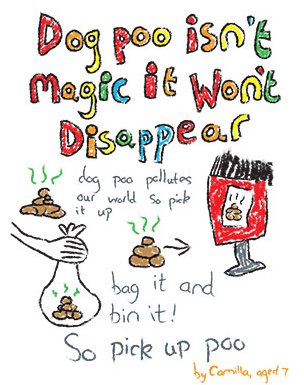 Dog poo isn't
Magic it Won't
Disappear
dog poo pollutes
our world so pick
it up
bag it and
bin it!
So pick up poo
by Camilla, aged 7